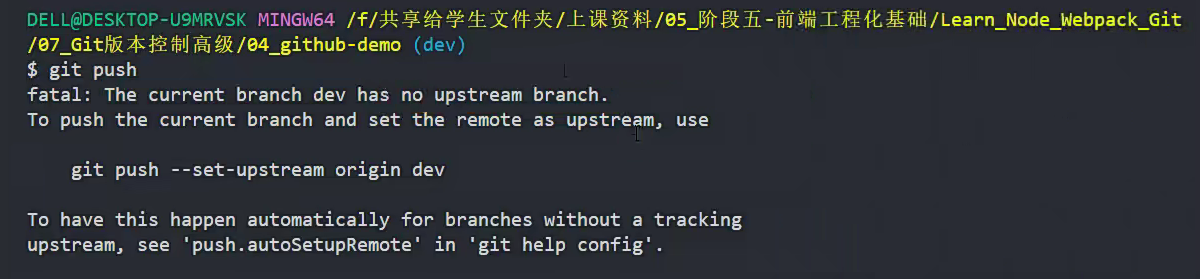 DELL@DESKTOP-U9MRVSK MINGW64 /f/共享给学生文件夹/上课资料/05_阶段五-前端工程化基础/Learn_Node_Webpack_Git
/07_Git版本控制高级/04_github-demo (dev)
$ git push
fatal: The current branch dev has no upstream branch.
To push the current branch and set the remote as upstream, use
git push --set-upstream origin dev
To have this happen automatically for branches without a tracking
upstream, see 'push.autoSetupRemote' in 'git help config'.